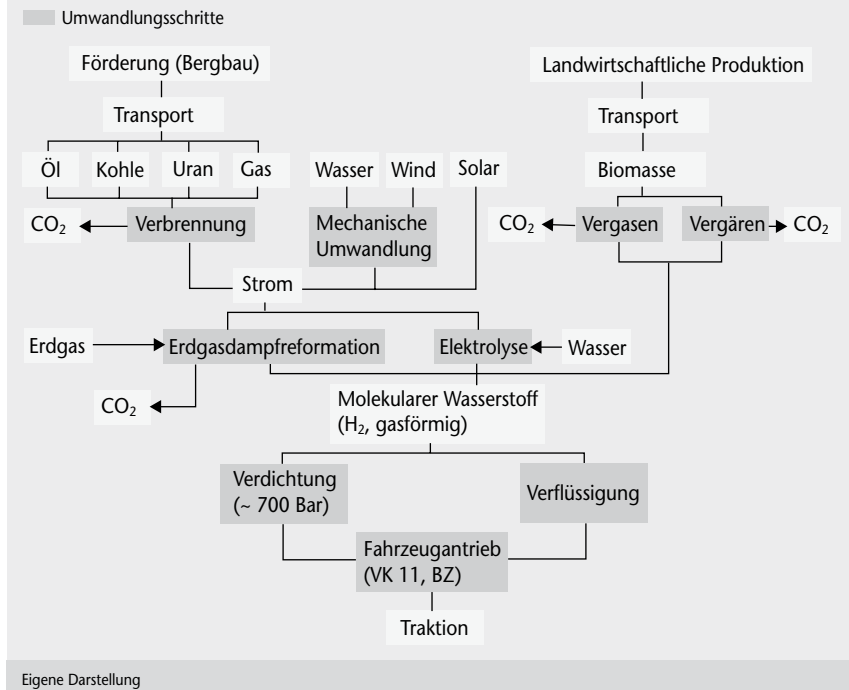 Umwandlungsschritte
Förderung (Bergbau)
Landwirtschaftliche Produktion
Transport
Transport
Öl
Kohle
Uran
Gas
Wasser
Wind
Solar
Biomasse
CO₂
Verbrennung
Mechanische
Umwandlung
CO₂
Vergasen
Vergären
CO₂
Strom
Erdgas
Erdgasdampfreformation
Elektrolyse
Wasser
CO₂
Molekularer Wasserstoff
(H₂, gasförmig)
Verdichtung
(~ 700 Bar)
Verflüssigung
Fahrzeugantrieb
(VK 11, BZ)
Traktion
Eigene Darstellung